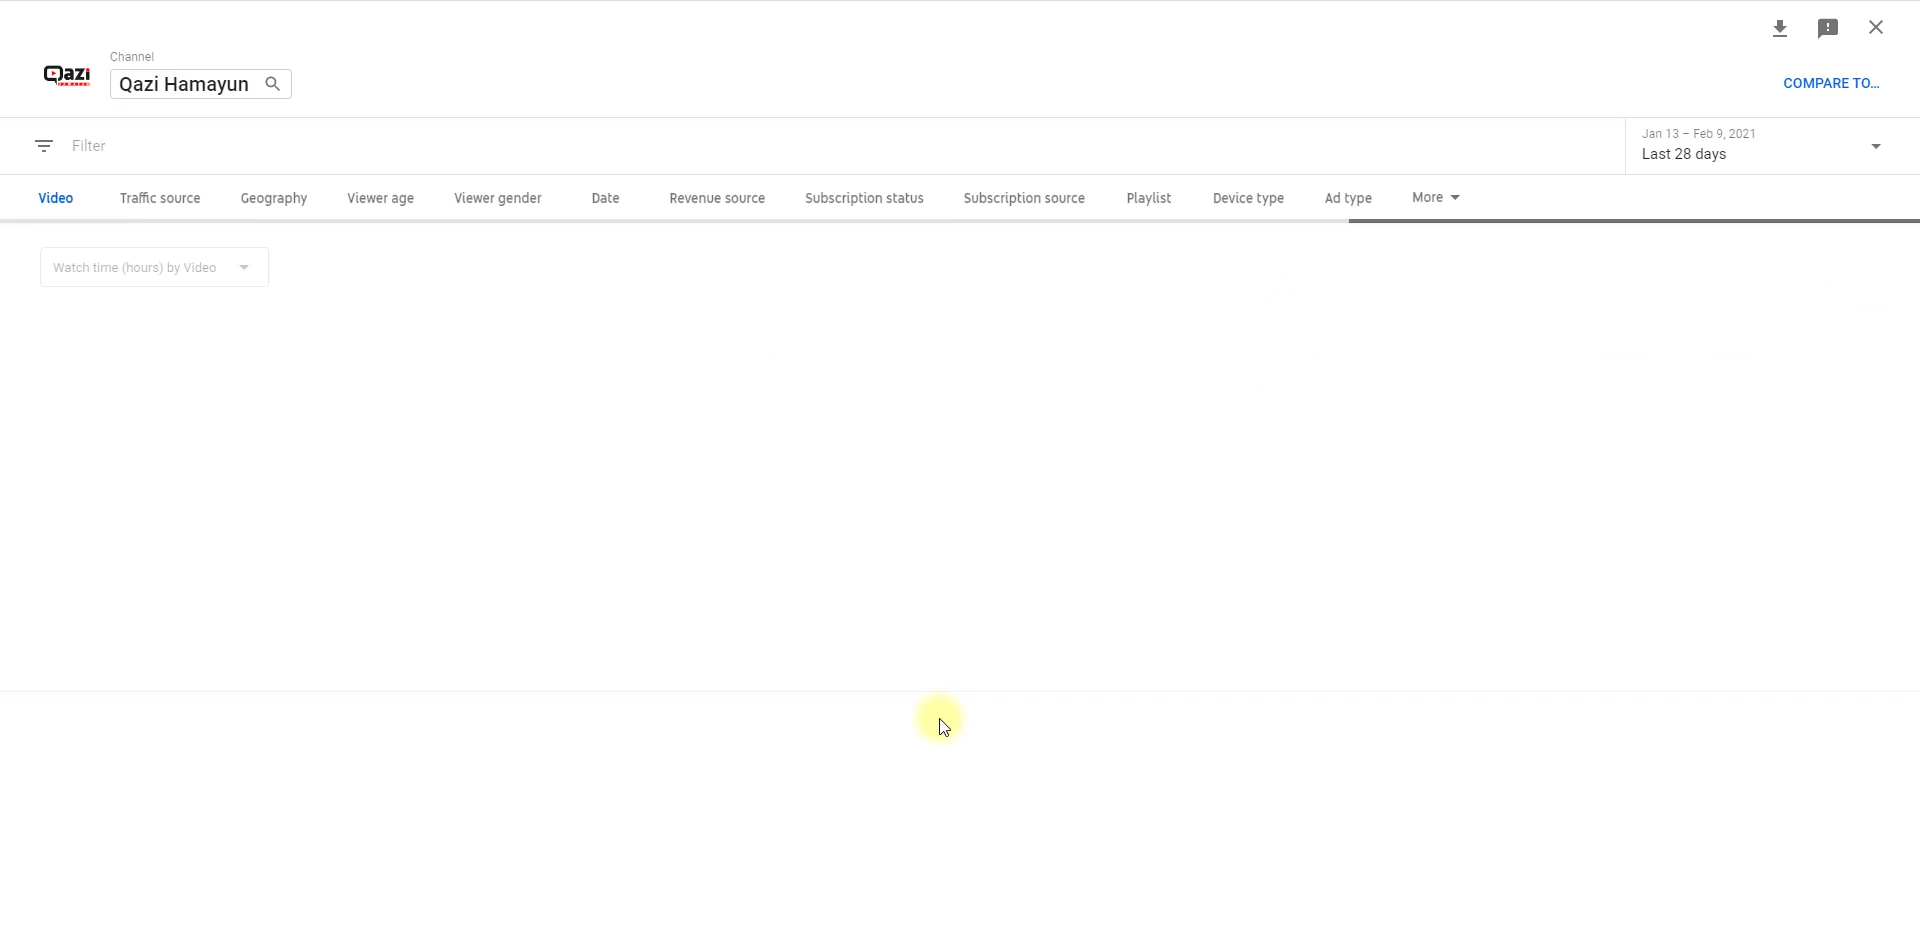 Channel
Qazi
Qazi Hamayun
COMPARE TO...
Filter
Jan 13 – Feb 9, 2021
Last 28 days
Video Traffic source Geography Viewer age Viewer gender Date Revenue source Subscription status Subscription source Playlist Device type Ad type More
Watch time (hours) by Video